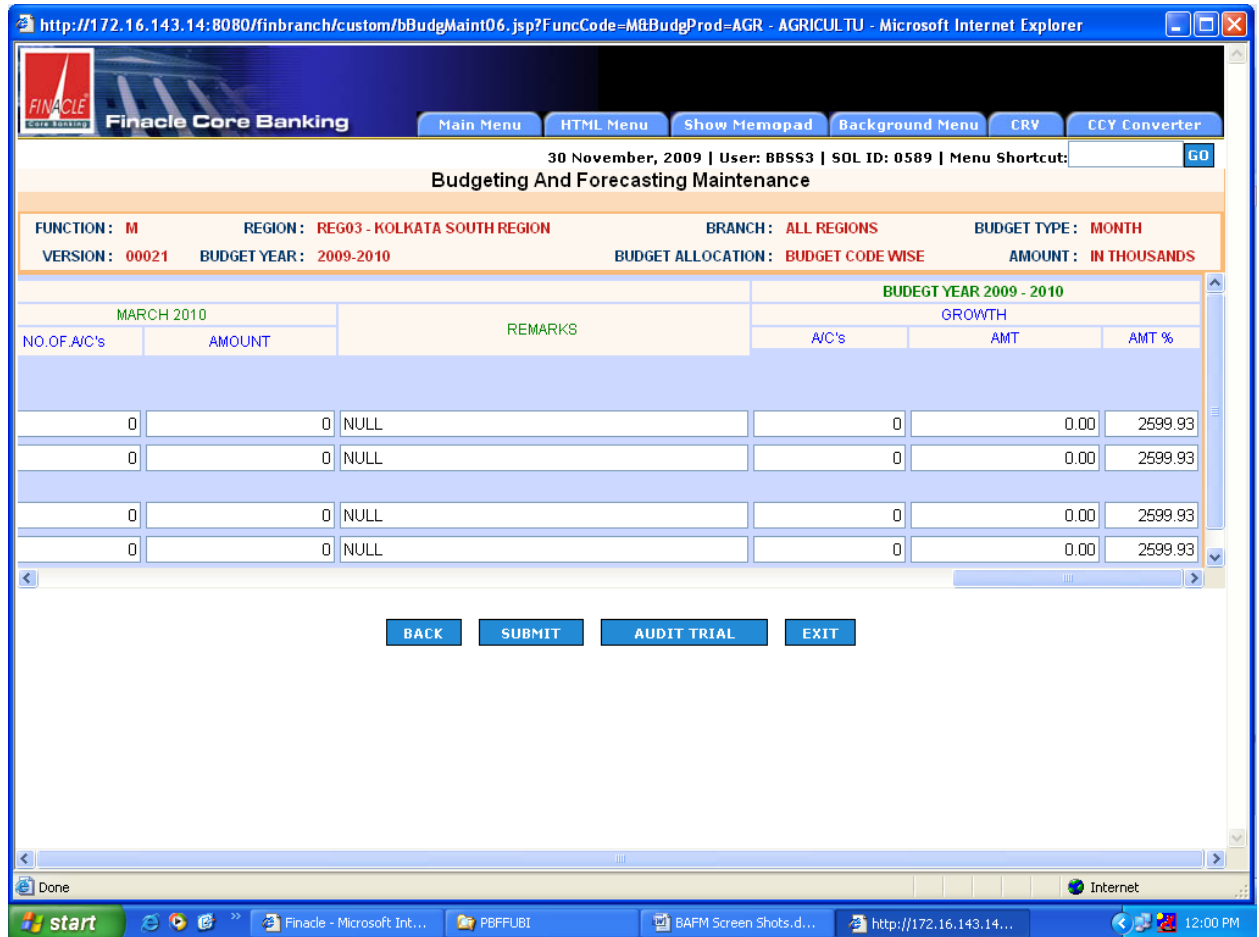 http://172.16.143.14:8080/finbranch/custom/bBudgMaint06.jsp?FuncCode=M&BudgProd=AGR - AGRICULTU - Microsoft Internet Explorer
FINACLE
Core Banking
Finacle Core Banking
Main Menu HTML Menu Show Memopad Background Menu CRV CCY Converter
30 November, 2009 | User: BBSS3 | SOL ID: 0589 | Menu Shortcut: GO
Budgeting And Forecasting Maintenance
FUNCTION : M REGION : REG03 - KOLKATA SOUTH REGION BRANCH : ALL REGIONS BUDGET TYPE : MONTH
VERSION : 00021 BUDGET YEAR : 2009-2010 BUDGET ALLOCATION : BUDGET CODE WISE AMOUNT : IN THOUSANDS
BUDEGT YEAR 2009 - 2010
MARCH 2010 REMARKS GROWTH
NO.OF.A/C's AMOUNT A/C's AMT AMT %
0 0 NULL 0 0.00 2599.93
0 0 NULL 0 0.00 2599.93
0 0 NULL 0 0.00 2599.93
0 0 NULL 0 0.00 2599.93
BACK SUBMIT AUDIT TRIAL EXIT
Done Internet
start Finacle - Microsoft Int... PBFFUBI BAFM Screen Shots.d... http://172.16.143.14... 12:00 PM